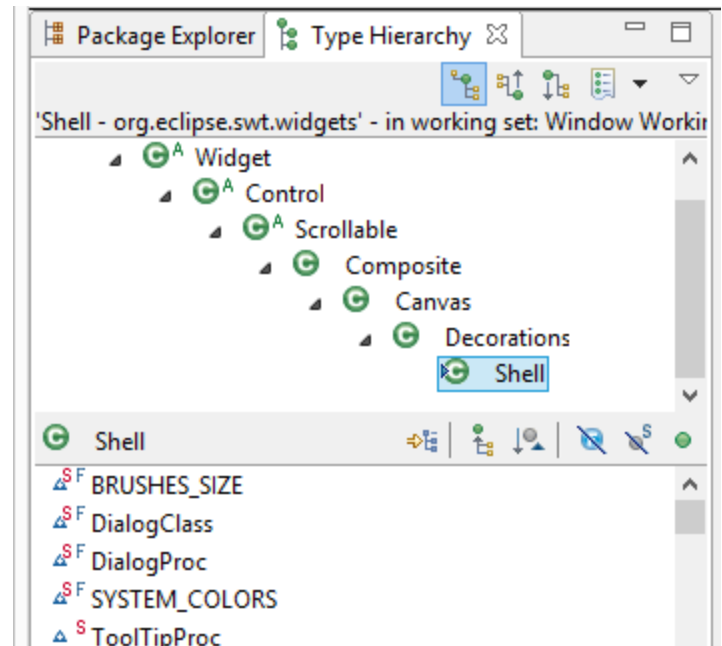 Package Explorer Type Hierarchy
'Shell - org.eclipse.swt.widgets' - in working set: Window Workin
C A Widget
C A Control
C A Scrollable
C Composite
C Canvas
C Decorations
C Shell
C Shell S
S F BRUSHES_SIZE
S F DialogClass
S F DialogProc
S F SYSTEM_COLORS
S ToolTipProc